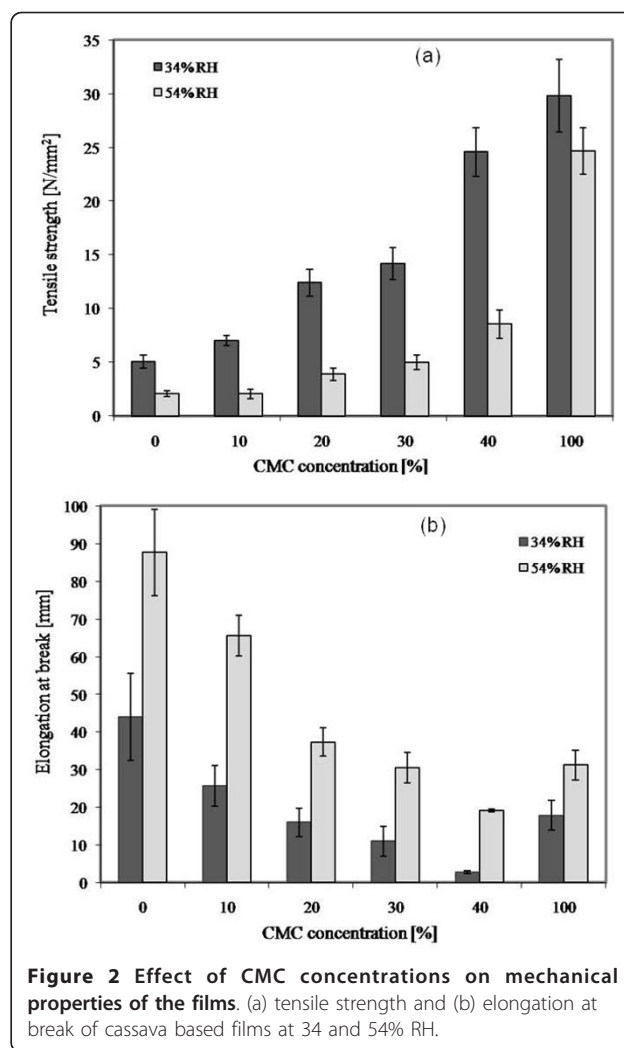 35
30
25
20
15
10
5
0
Tensile strength [N/mm²]
(a)
34%RH
54%RH
0 10 20 30 40 100
CMC concentration [%]
100
90
80
70
60
50
40
30
20
10
0
Elongation at break [mm]
(b)
34%RH
54%RH
0 10 20 30 40 100
CMC concentration [%]
Figure 2 Effect of CMC concentrations on mechanical
properties of the films. (a) tensile strength and (b) elongation at
break of cassava based films at 34 and 54% RH.